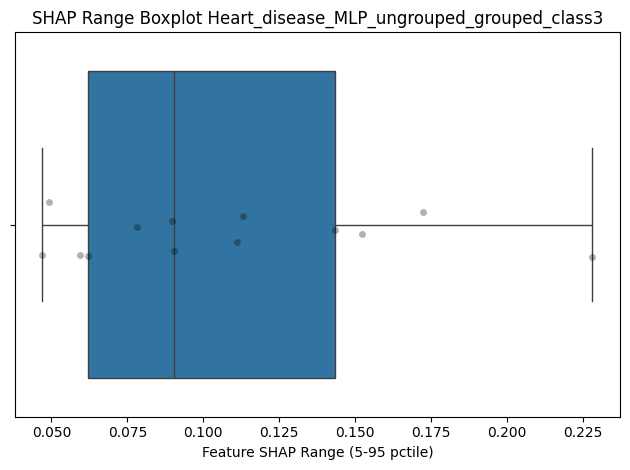 SHAP Range Boxplot Heart_disease_MLP_ungrouped_grouped_class3
0.050 0.075 0.100 0.125 0.150 0.175 0.200 0.225
Feature SHAP Range (5-95 pctile)